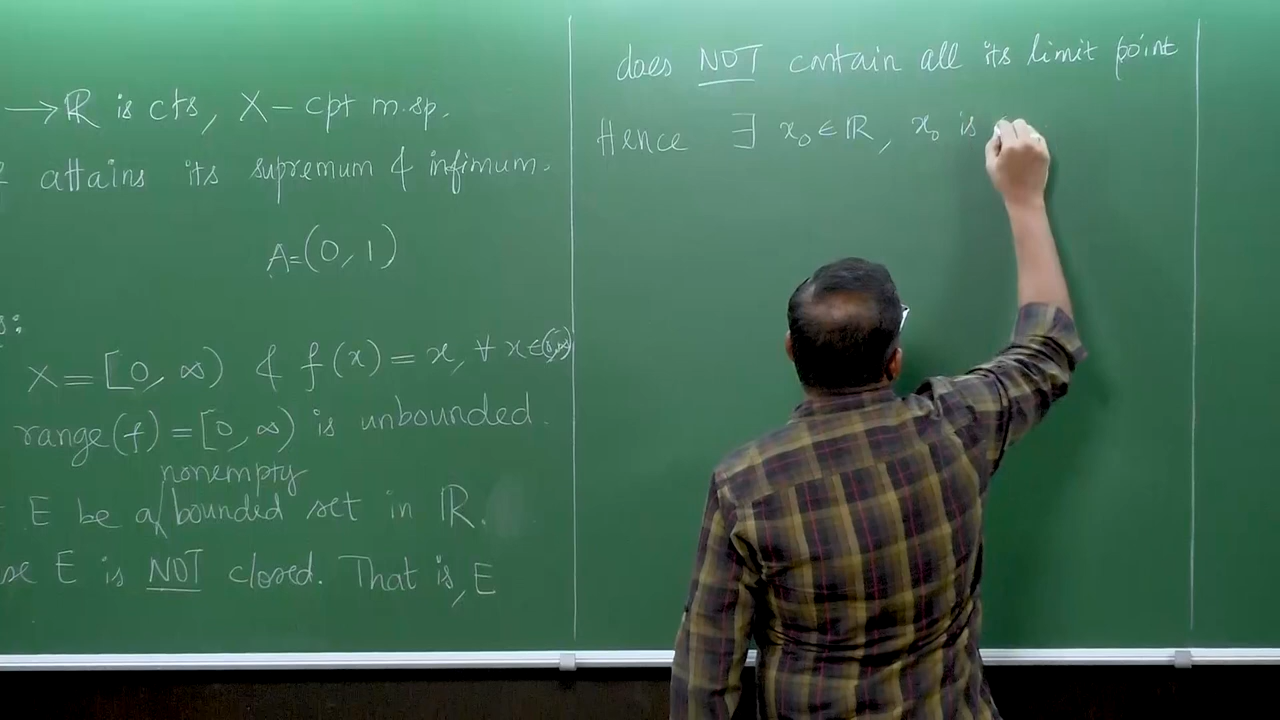 → ℝ is cts, X – cpt m.sp.
attains its supremum & infimum.
A=(0, 1)
s:
X = [0, ∞) & f(x) = x, ∀ x ∈
range(f) = [0, ∞) is unbounded.
nonempty
E be a bounded set in ℝ.
se E is NOT closed. That is, E
does NOT contain all its limit point
Hence ∃ x₀ ∈ ℝ, x₀ is